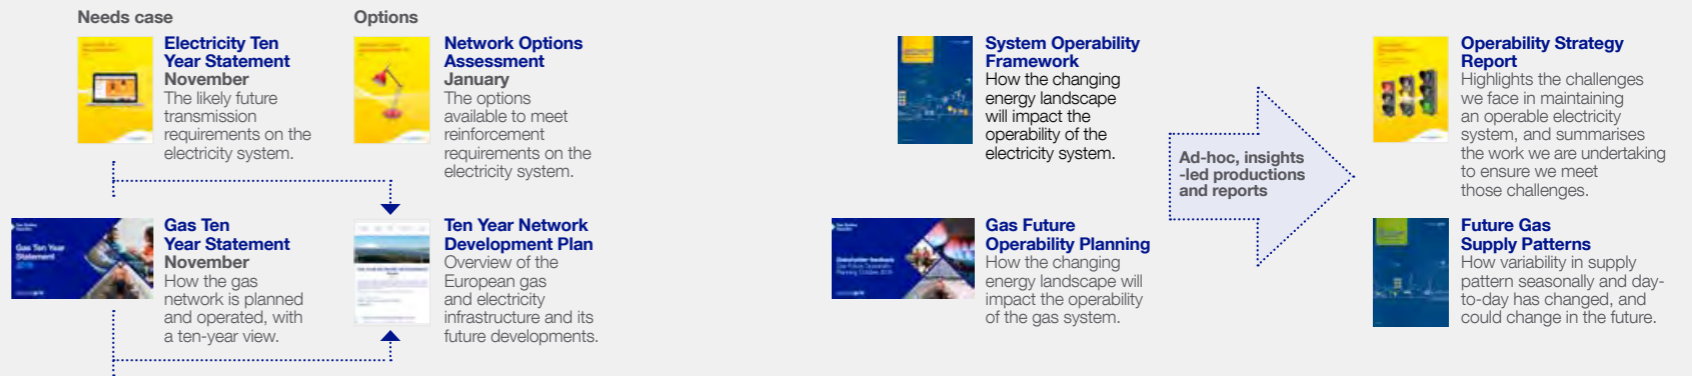 Needs case
Options
Electricity Ten
Year Statement
November
The likely future
transmission
requirements on the
electricity system.
Network Options
Assessment
January
The options
available to meet
reinforcement
requirements on the
electricity system.
System Operability
Framework
How the changing
energy landscape
will impact the
operability of the
electricity system.
Ad-hoc, insights
-led productions
and reports
Operability Strategy
Report
Highlights the challenges
we face in maintaining
an operable electricity
system, and summarises
the work we are undertaking
to ensure we meet
those challenges.
Gas Ten Year
Statement
Gas Ten
Year Statement
November
How the gas
network is planned
and operated, with
a ten-year view.
Ten Year Network
Development Plan
Overview of the
European gas
and electricity
infrastructure and its
future developments.
Gas Future
Operability Planning
How the changing
energy landscape will
impact the operability
of the gas system.
Future Gas
Supply Patterns
How variability in supply
pattern seasonally and day-
to-day has changed, and
could change in the future.